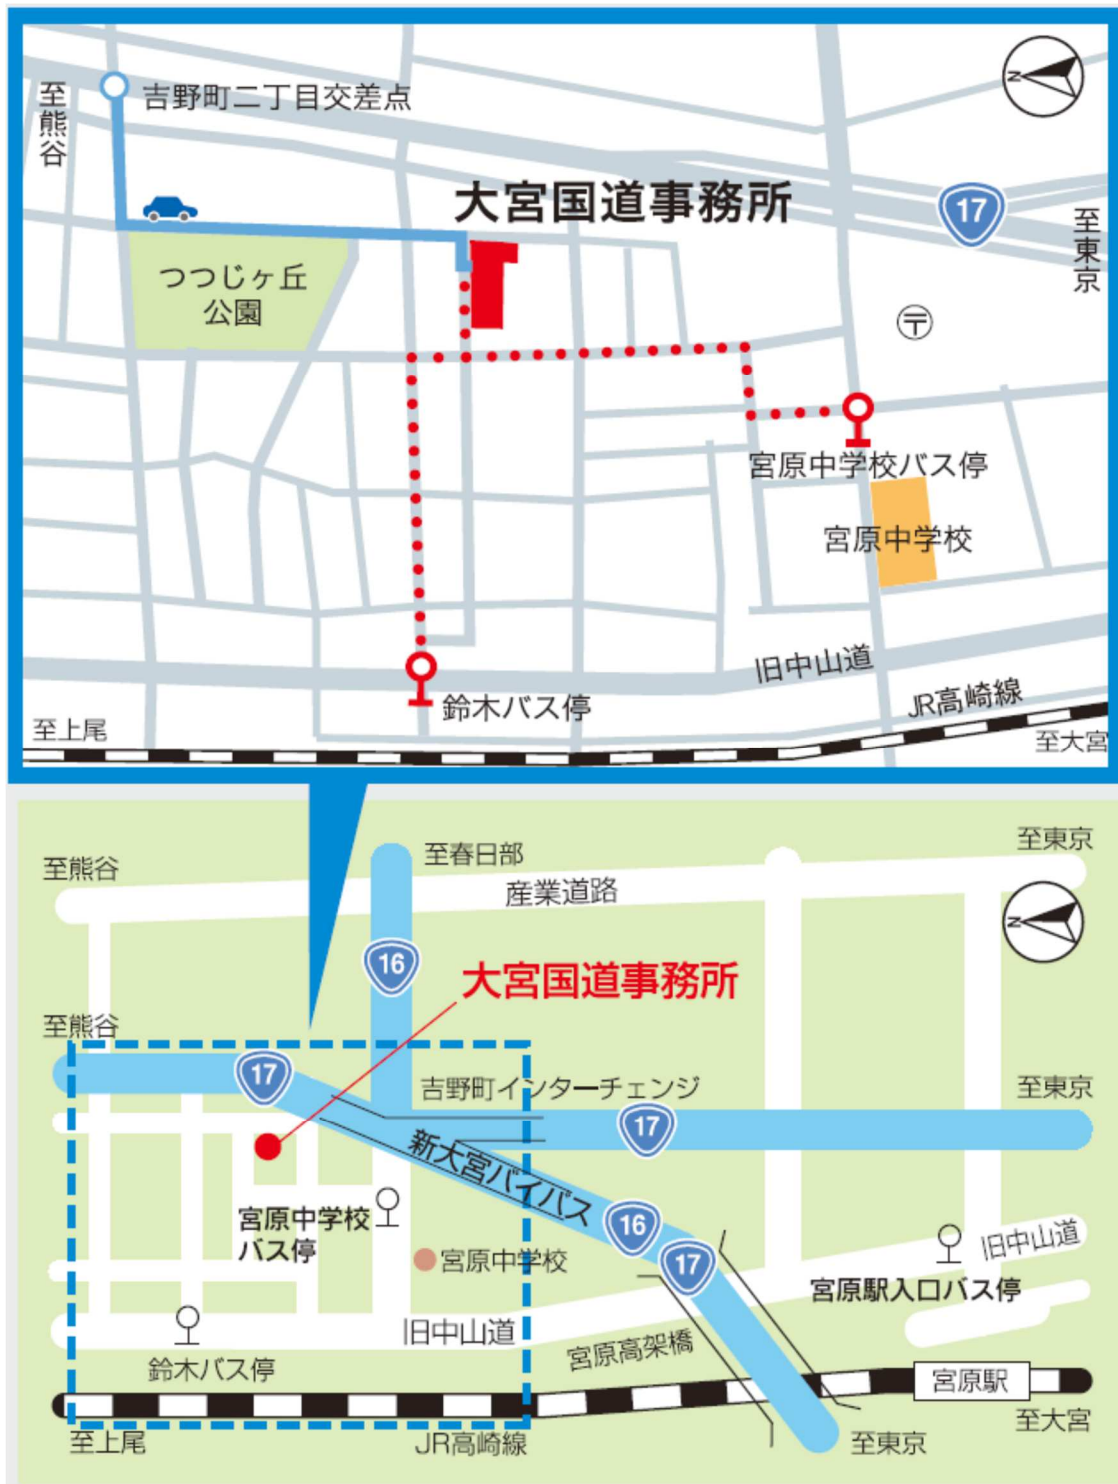 吉野町二丁目交差点
至熊谷
N
大宮国道事務所
17
至東京
つつじヶ丘
公園
〒
宮原中学校バス停
宮原中学校
旧中山道
JR高崎線
鈴木バス停
至上尾
至大宮
至春日部
至東京
至熊谷
産業道路
N
16
大宮国道事務所
至熊谷
17
吉野町インターチェンジ
至東京
17
新大宮バイパス
宮原中学校
バス停
16
旧中山道
宮原中学校
17
宮原駅入口バス停
旧中山道
宮原高架橋
鈴木バス停
宮原駅
至上尾
JR高崎線
至東京
至大宮